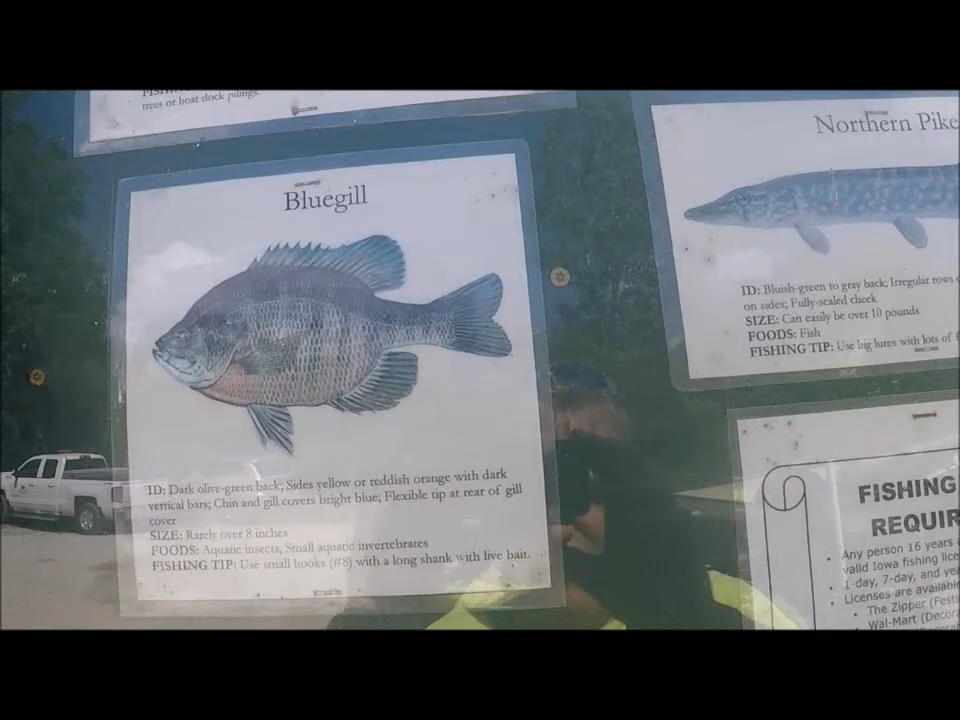 trees or boat dock pilings.
Bluegill
ID: Dark olive-green back; Sides yellow or reddish orange with dark
vertical bars; Chin and gill covers bright blue; Flexible tip at rear of gill
cover
SIZE: Rarely over 8 inches
FOODS: Aquatic insects, Small aquatic invertebrates
FISHING TIP: Use small hooks (#8) with a long shank with live bait.
Northern Pike
ID: Bluish-green to gray back; Irregular rows
on sides; Fully-scaled cheek
SIZE: Can easily be over 10 pounds
FOODS: Fish
FISHING TIP: Use big lures with lots of
FISHING
REQUIR
• Any person 16 years
valid Iowa fishing lice
• 1-day, 7-day, and ye
• Licenses are available
• The Zipper (Festi
• Wal-Mart (Decora